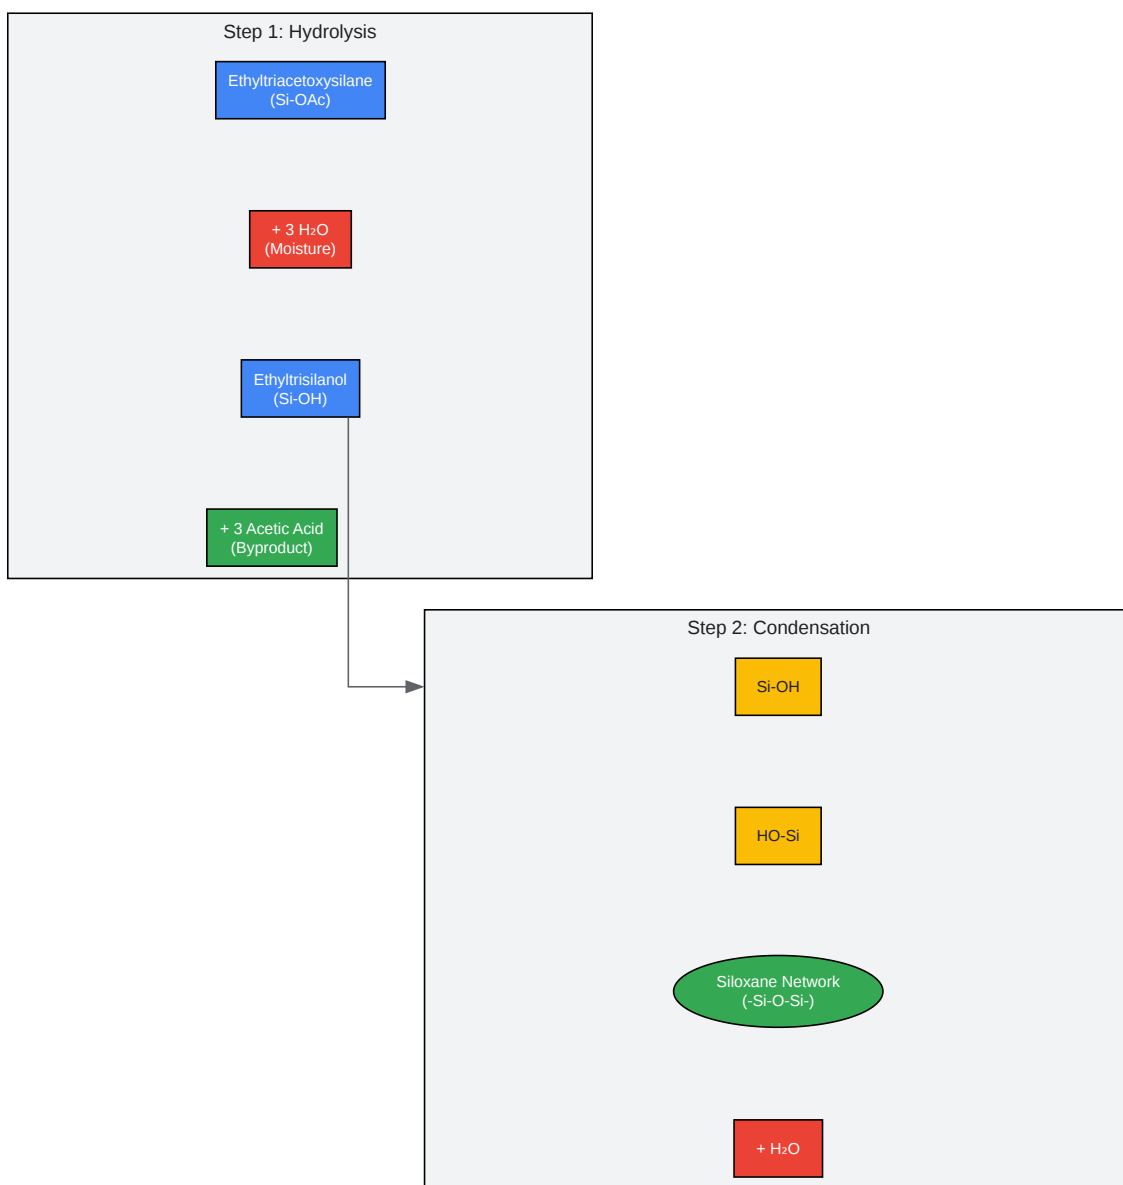 Step 1: Hydrolysis
Ethyltriacetoxysilane
(Si-OAc)
+ 3 H₂O
(Moisture)
Ethyltrisilanol
(Si-OH)
+ 3 Acetic Acid
(Byproduct)
Step 2: Condensation
Si-OH
HO-Si
Siloxane Network
(-Si-O-Si-)
+ H₂O